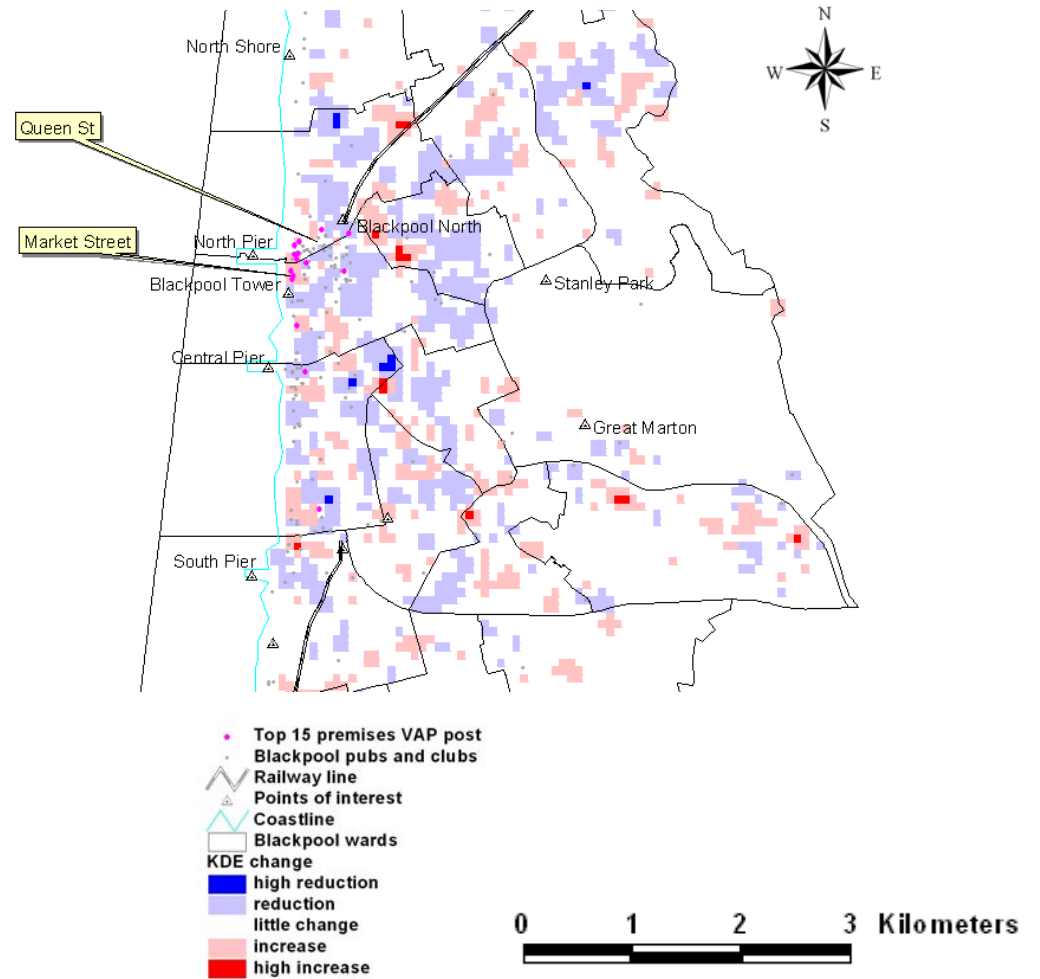 N
North Shore
W E
S
Queen St
Blackpool North
Market Street
North Pier
Blackpool Tower
Stanley Park
Central Pier
Great Marton
South Pier
Top 15 premises VAP post
Blackpool pubs and clubs
Railway line
Points of interest
Coastline
Blackpool wards
KDE change
high reduction
reduction
little change
increase
high increase
0 1 2 3 Kilometers